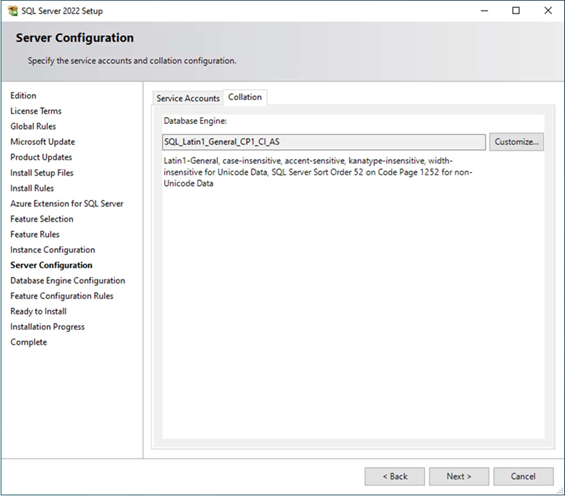 SQL Server 2022 Setup
Server Configuration
Specify the service accounts and collation configuration.
Edition
License Terms
Global Rules
Microsoft Update
Product Updates
Install Setup Files
Install Rules
Azure Extension for SQL Server
Feature Selection
Feature Rules
Instance Configuration
Server Configuration
Database Engine Configuration
Feature Configuration Rules
Ready to Install
Installation Progress
Complete
Service Accounts
Collation
Database Engine:
SQL_Latin1_General_CP1_CI_AS
Customize...
Latin1-General, case-insensitive, accent-sensitive, kanatype-insensitive, width-
insensitive for Unicode Data, SQL Server Sort Order 52 on Code Page 1252 for non-
Unicode Data
< Back
Next >
Cancel